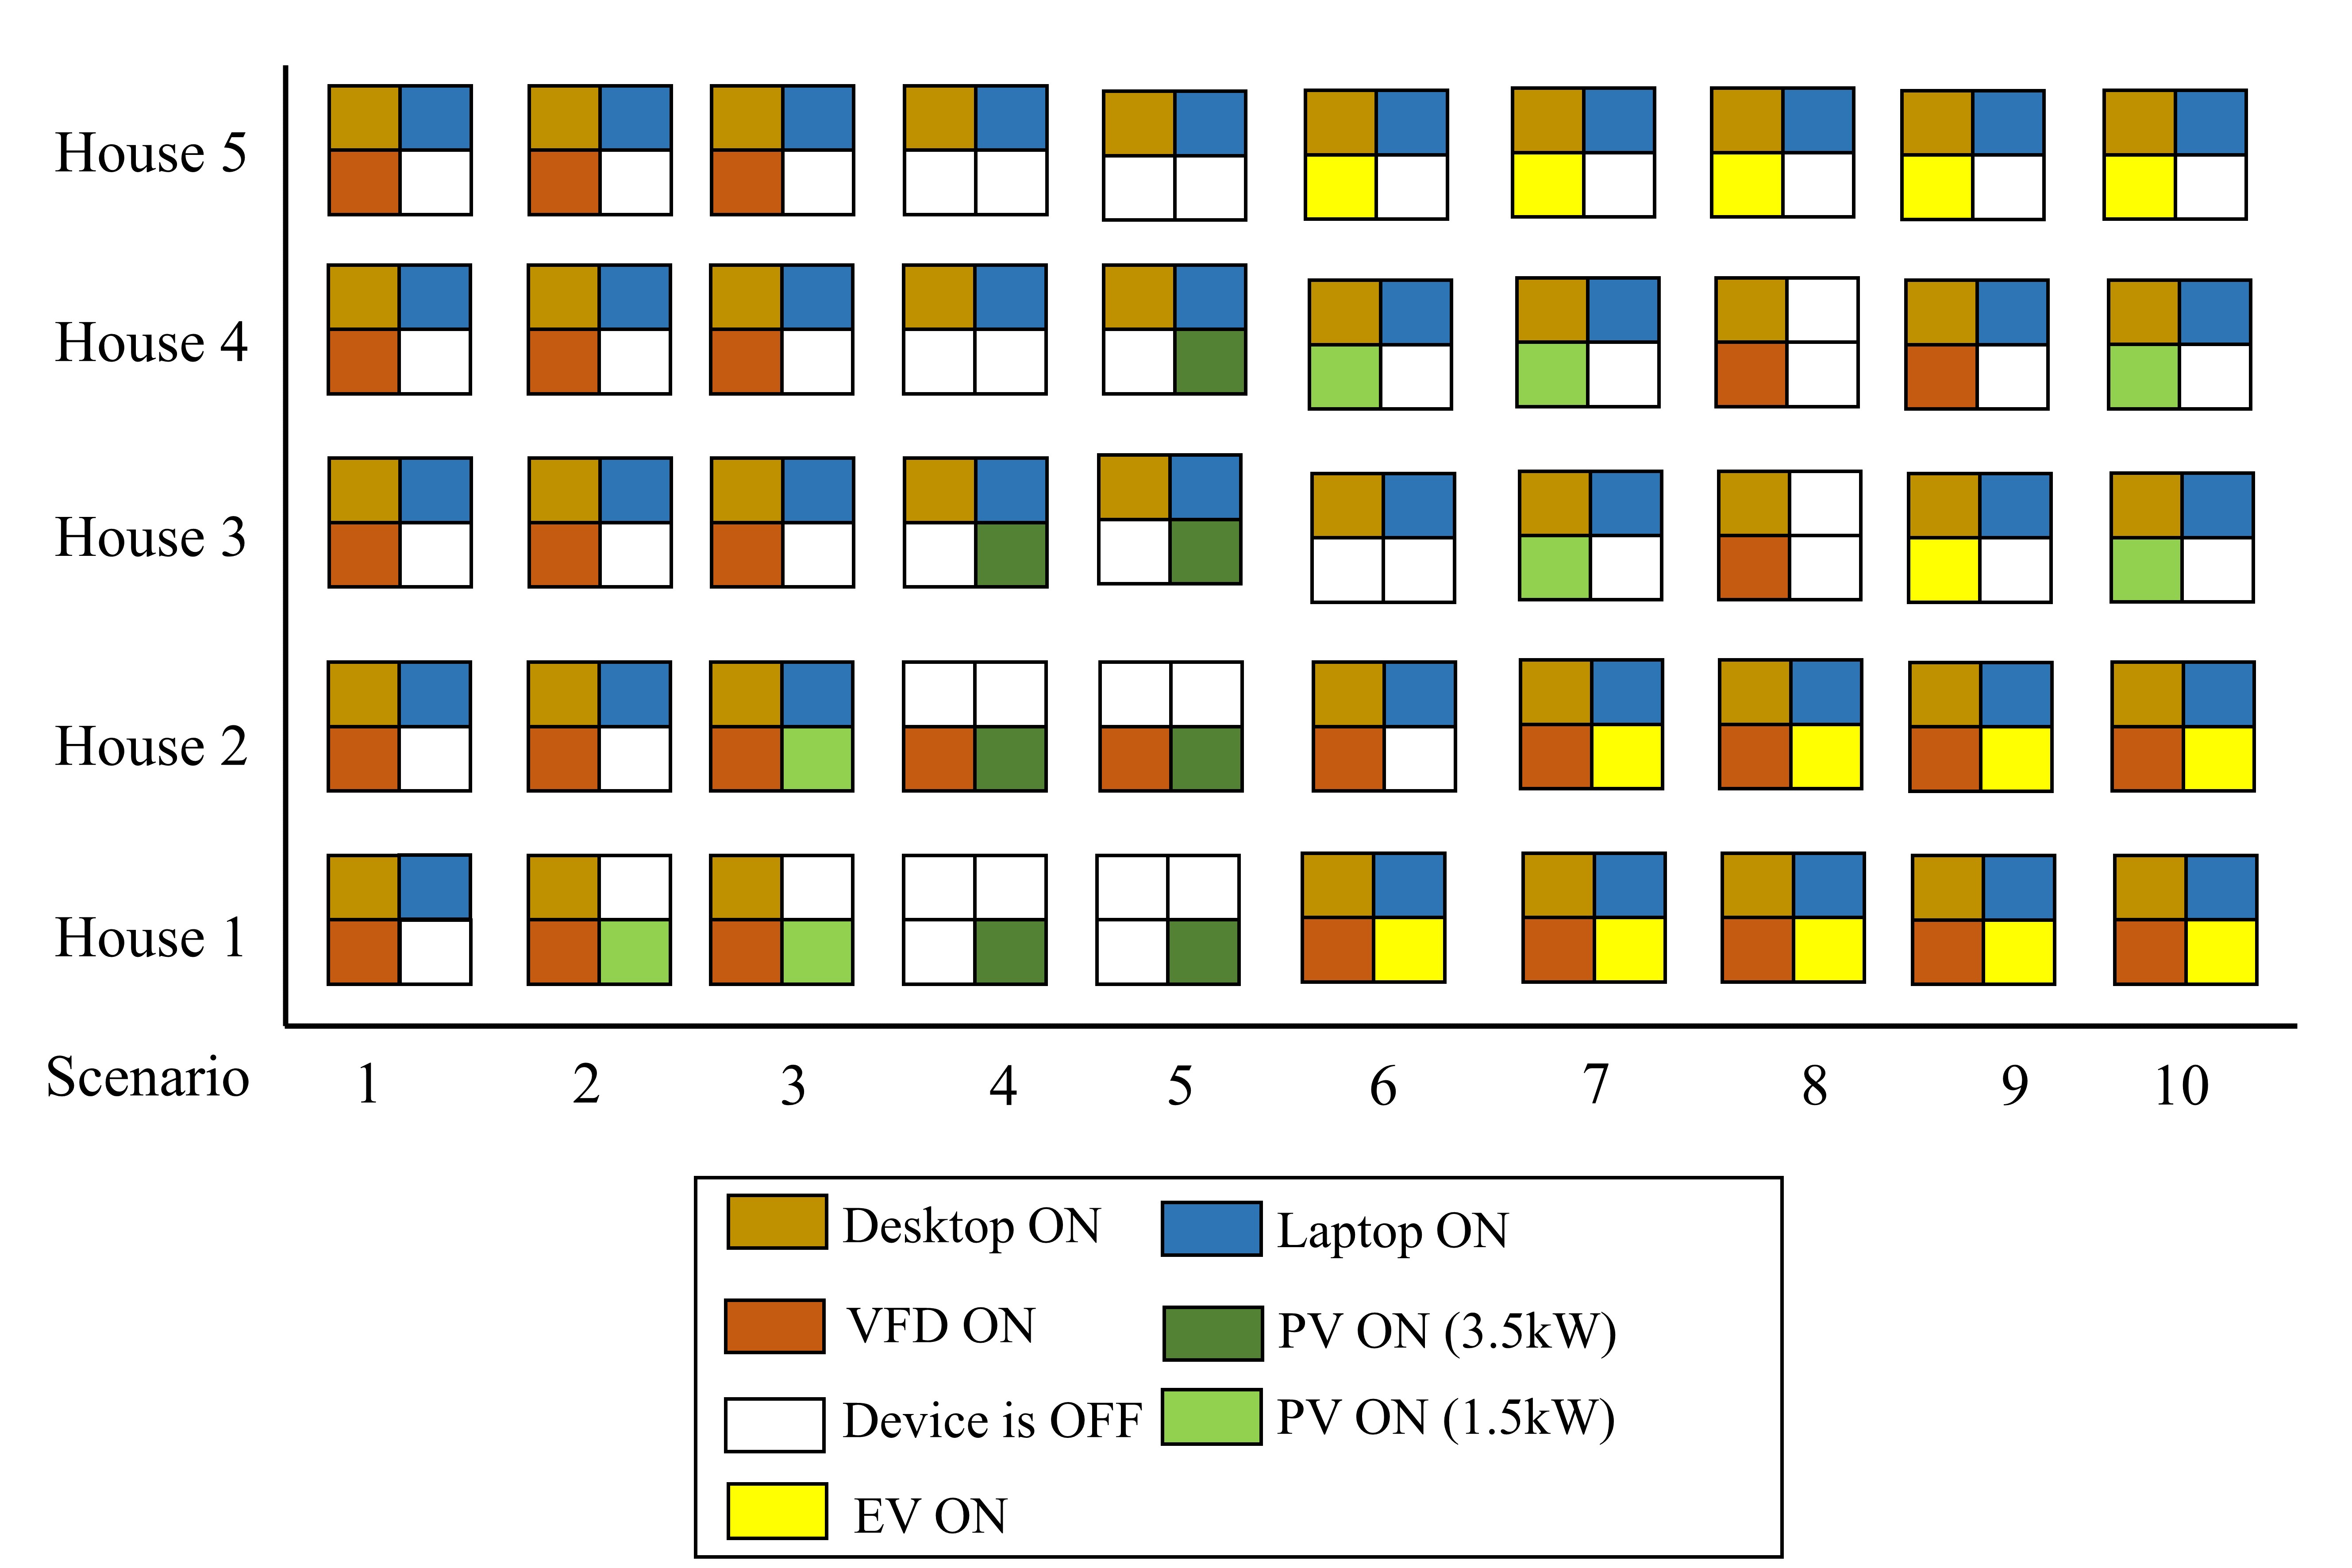 House 5
House 4
House 3
House 2
House 1
Scenario 1 2 3 4 5 6 7 8 9 10
Desktop ON Laptop ON
VFD ON PV ON (3.5kW)
Device is OFF PV ON (1.5kW)
EV ON